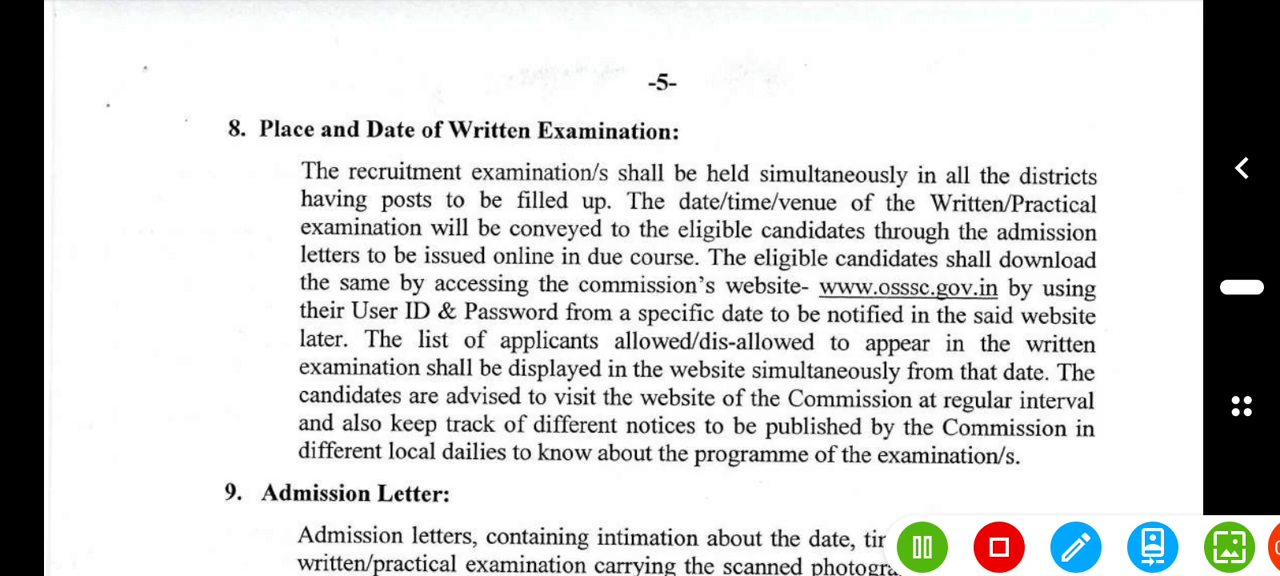 -5-
8. Place and Date of Written Examination:
The recruitment examination/s shall be held simultaneously in all the districts
having posts to be filled up. The date/time/venue of the Written/Practical
examination will be conveyed to the eligible candidates through the admission
letters to be issued online in due course. The eligible candidates shall download
the same by accessing the commission's website- www.osssc.gov.in by using
their User ID & Password from a specific date to be notified in the said website
later. The list of applicants allowed/dis-allowed to appear in the written
examination shall be displayed in the website simultaneously from that date. The
candidates are advised to visit the website of the Commission at regular interval
and also keep track of different notices to be published by the Commission in
different local dailies to know about the programme of the examination/s.
9. Admission Letter:
Admission letters, containing intimation about the date,
written/practical examination carrying the scanned